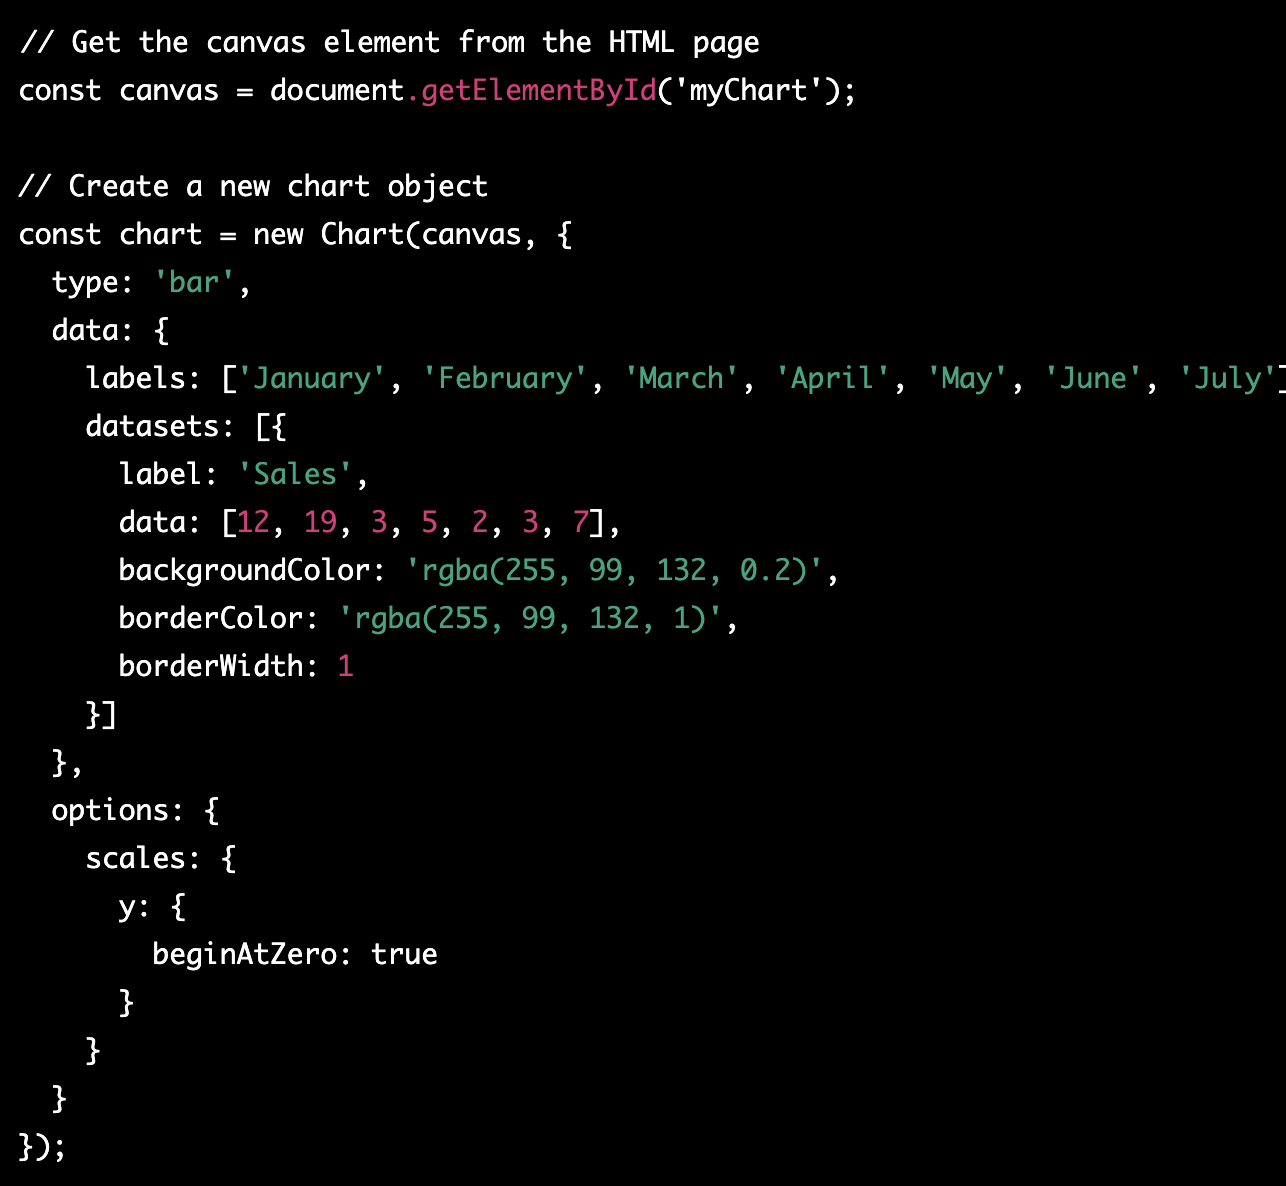 // Get the canvas element from the HTML page
const canvas = document.getElementById('myChart');

// Create a new chart object
const chart = new Chart(canvas, {
  type: 'bar',
  data: {
    labels: ['January', 'February', 'March', 'April', 'May', 'June', 'July']
    datasets: [{
      label: 'Sales',
      data: [12, 19, 3, 5, 2, 3, 7],
      backgroundColor: 'rgba(255, 99, 132, 0.2)',
      borderColor: 'rgba(255, 99, 132, 1)',
      borderWidth: 1
    }]
  },
  options: {
    scales: {
      y: {
        beginAtZero: true
      }
    }
  }
});